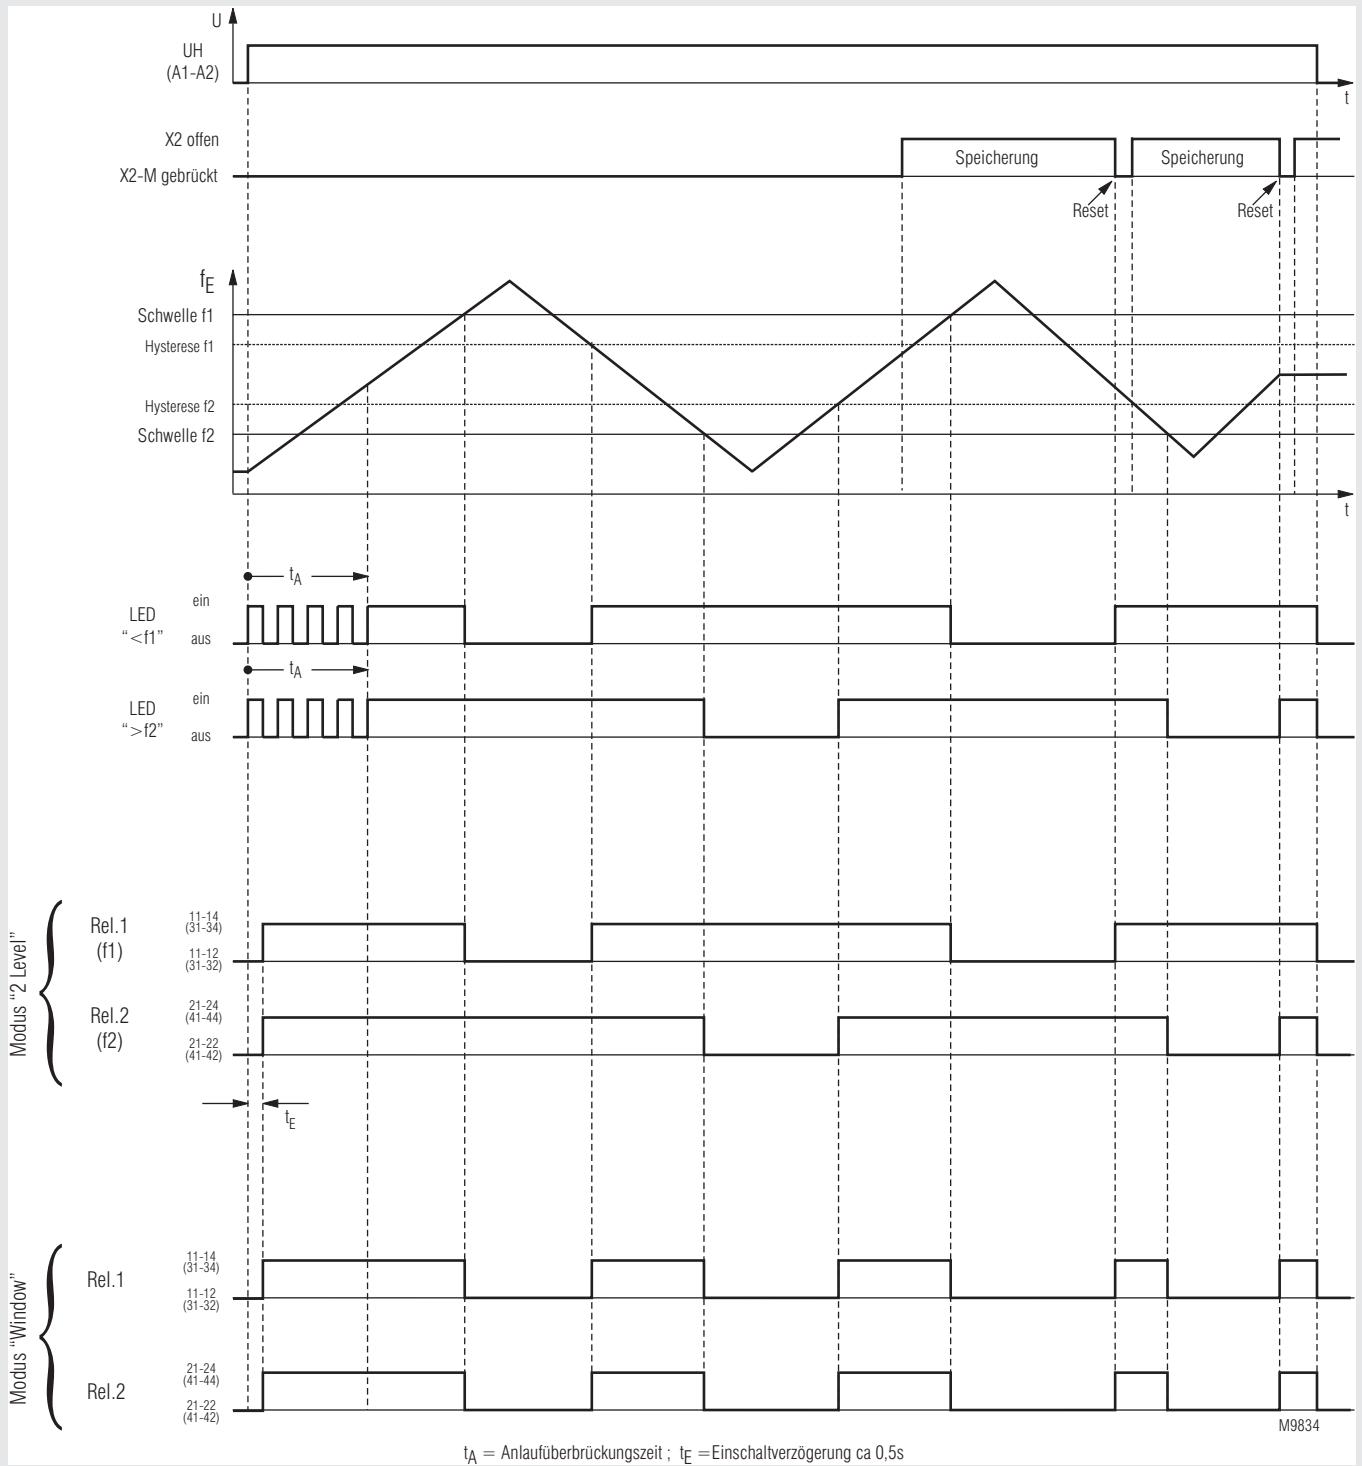 U
UH
(A1-A2)
t
X2 offen
Speicherung
Speicherung
X2-M gebrückt
Reset
Reset
fE
Schwelle f1
Hysterese f1
Hysterese f2
Schwelle f2
t
tA
LED
“<f1”
ein
aus
tA
LED
“>f2”
ein
aus
Modus “2 Level”
Rel.1
(f1)
11-14
(31-34)
11-12
(31-32)
Rel.2
(f2)
21-24
(41-44)
21-22
(41-42)
tE
Modus “Window”
Rel.1
11-14
(31-34)
11-12
(31-32)
Rel.2
21-24
(41-44)
21-22
(41-42)
M9834
tA = Anlaufüberbrückungszeit ; tE =Einschaltverzögerung ca 0,5s